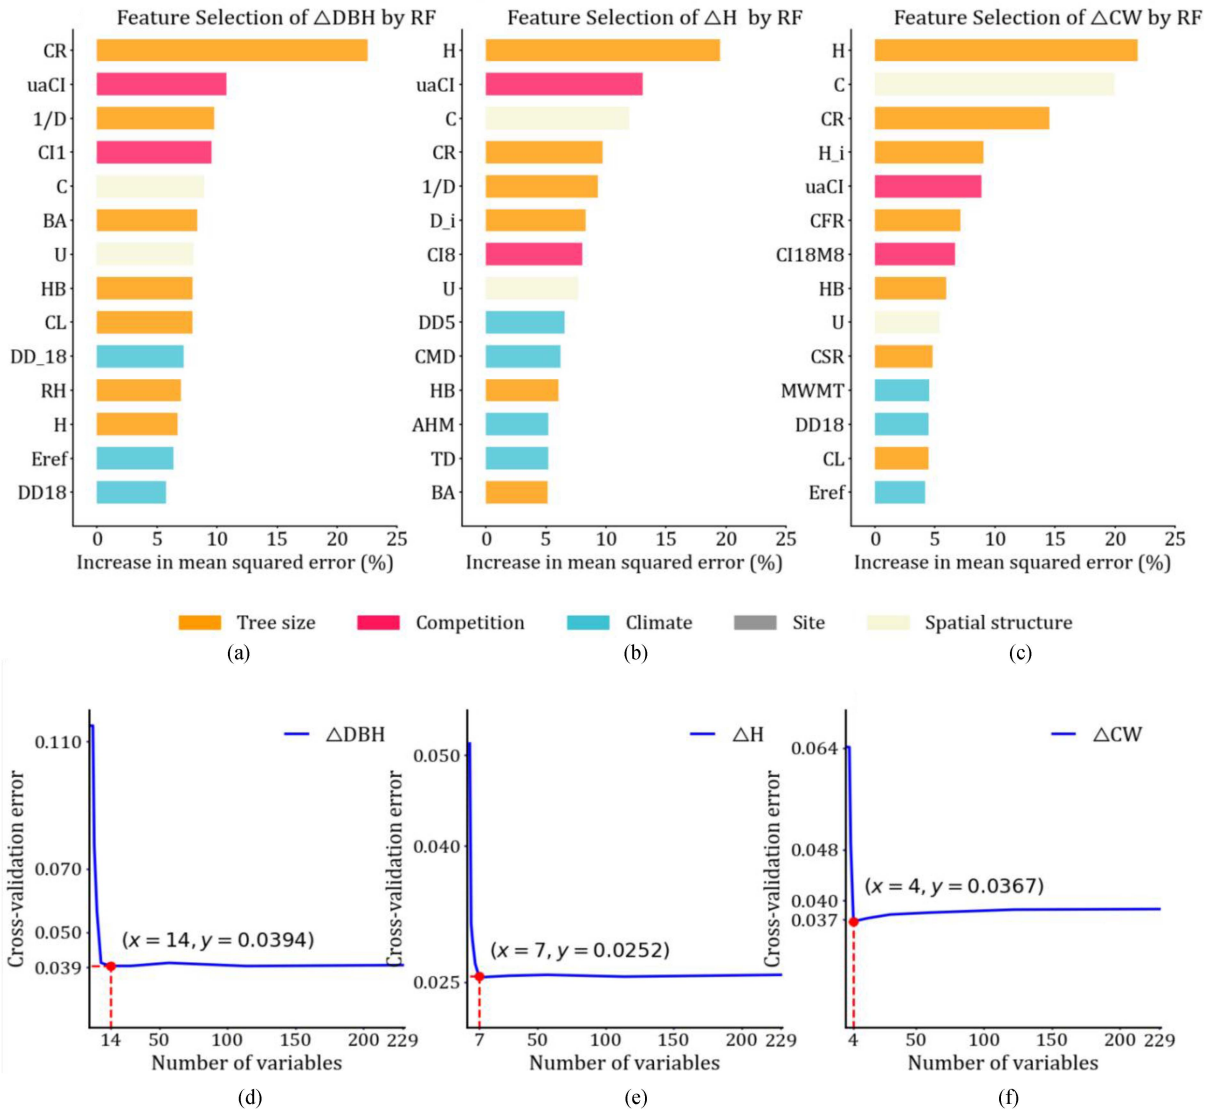 Feature Selection of △DBH by RF
CR
uaCI
1/D
CI1
C
BA
U
HB
CL
DD_18
RH
H
Eref
DD18
0 5 10 15 20 25
Increase in mean squared error (%)
Feature Selection of △H by RF
H
uaCI
C
CR
1/D
D_i
CI8
U
DD5
CMD
HB
AHM
TD
BA
0 5 10 15 20 25
Increase in mean squared error (%)
Feature Selection of △CW by RF
H
C
CR
H_i
uaCI
CFR
CI18M8
HB
U
CSR
MWMT
DD18
CL
Eref
0 5 10 15 20 25
Increase in mean squared error (%)
Tree size Competition Climate Site Spatial structure
(a) (b) (c)
Cross-validation error
0.110
0.070
0.050
0.039
△DBH
(x = 14, y = 0.0394)
14 50 100 150 200 229
Number of variables
(d)
Cross-validation error
0.050
0.040
0.025
△H
(x = 7, y = 0.0252)
7 50 100 150 200 229
Number of variables
(e)
Cross-validation error
0.064
0.048
0.040
0.037
△CW
(x = 4, y = 0.0367)
4 50 100 150 200 229
Number of variables
(f)